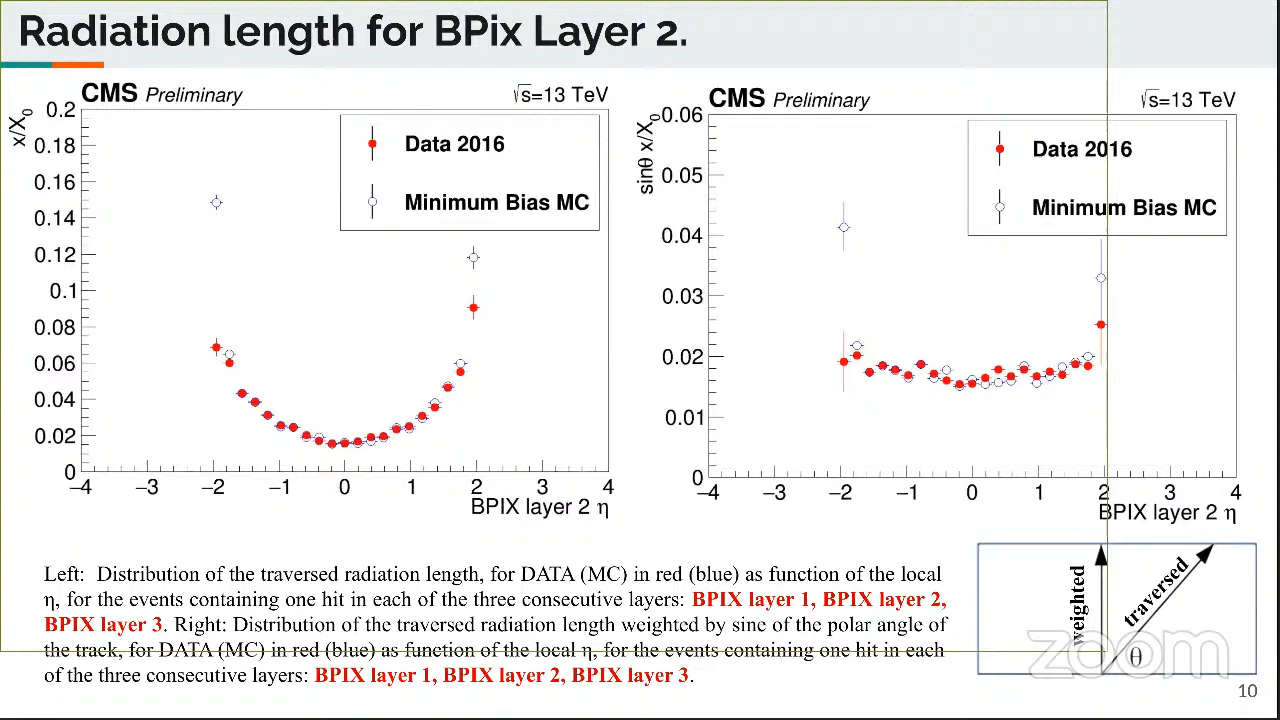 Radiation length for BPix Layer 2.
CMS Preliminary
√s=13 TeV
x/X0
0.2
0.18
0.16
0.14
0.12
0.1
0.08
0.06
0.04
0.02
0
Data 2016
Minimum Bias MC
−4 −3 −2 −1 0 1 2 3 4
BPIX layer 2 η
CMS Preliminary
√s=13 TeV
sinθ x/X0
0.06
0.05
0.04
0.03
0.02
0.01
0
Data 2016
Minimum Bias MC
−4 −3 −2 −1 0 1 2 3 4
BPIX layer 2 η
Left: Distribution of the traversed radiation length, for DATA (MC) in red (blue) as function of the local
η, for the events containing one hit in each of the three consecutive layers: BPIX layer 1, BPIX layer 2,
BPIX layer 3. Right: Distribution of the traversed radiation length weighted by sine of the polar angle of
the track, for DATA (MC) in red (blue) as function of the local η, for the events containing one hit in each
of the three consecutive layers: BPIX layer 1, BPIX layer 2, BPIX layer 3.
weighted
traversed
θ
zoom
10